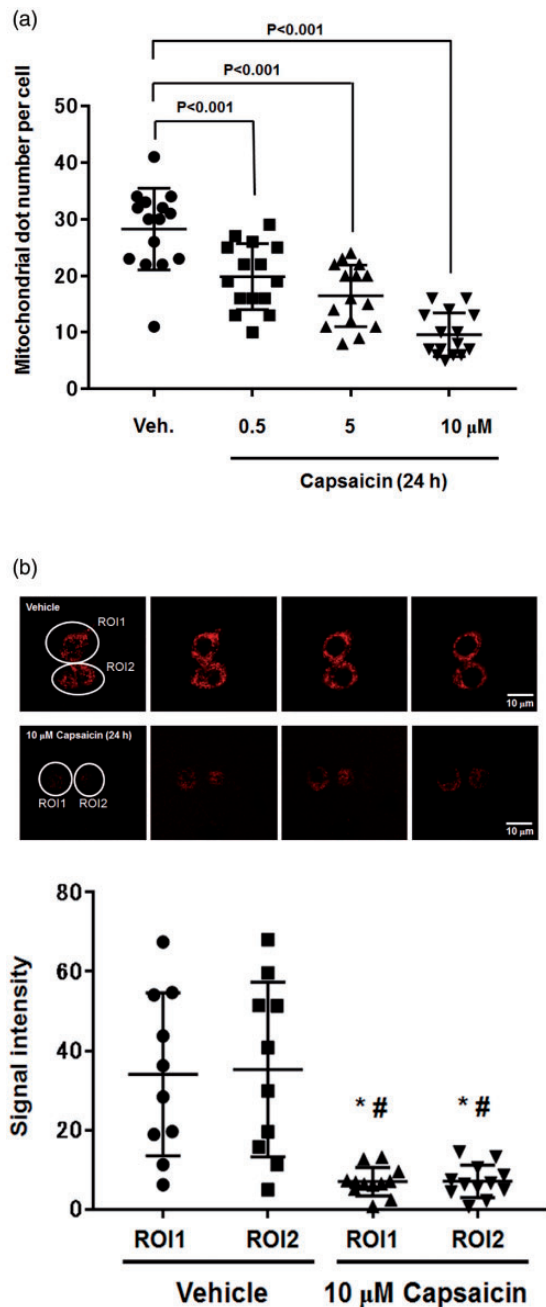 (a)
P<0.001
P<0.001
P<0.001
Mitochondrial dot number per cell
50
40
30
20
10
0
Veh. 0.5 5 10 μM
Capsaicin (24 h)
(b)
Vehicle
ROI1
ROI2
10 μm
10 μM Capsaicin (24 h)
ROI1 ROI2
10 μm
Signal intensity
80
60
40
20
0
* # * #
ROI1 ROI2 ROI1 ROI2
Vehicle 10 μM Capsaicin